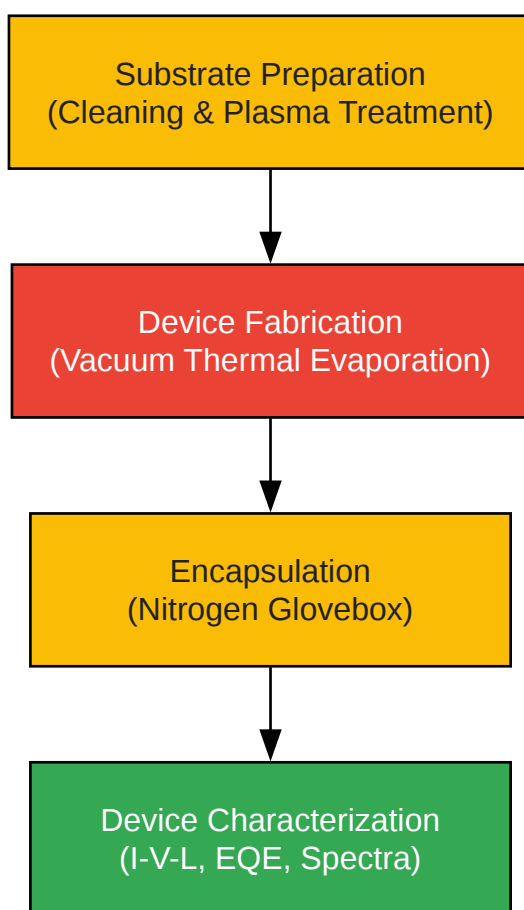 Substrate Preparation
(Cleaning & Plasma Treatment)
Device Fabrication
(Vacuum Thermal Evaporation)
Encapsulation
(Nitrogen Glovebox)
Device Characterization
(I-V-L, EQE, Spectra)